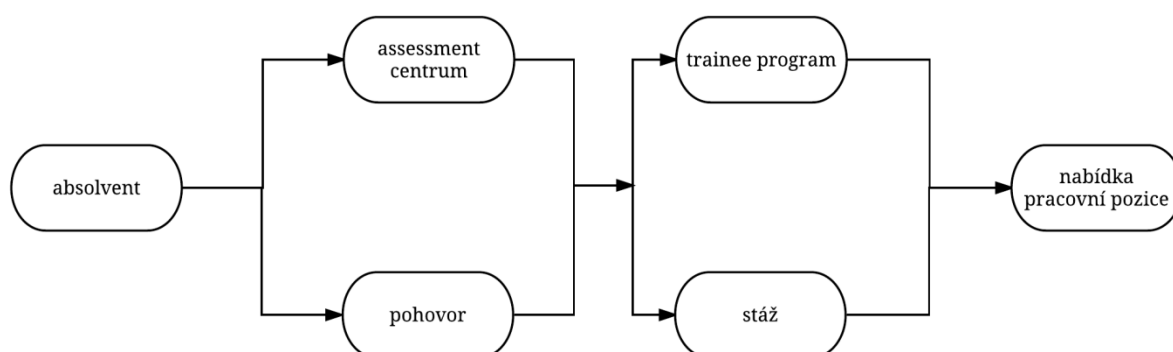 absolvent
assessment
centrum
pohovor
trainee program
stáž
nabídka
pracovní pozice